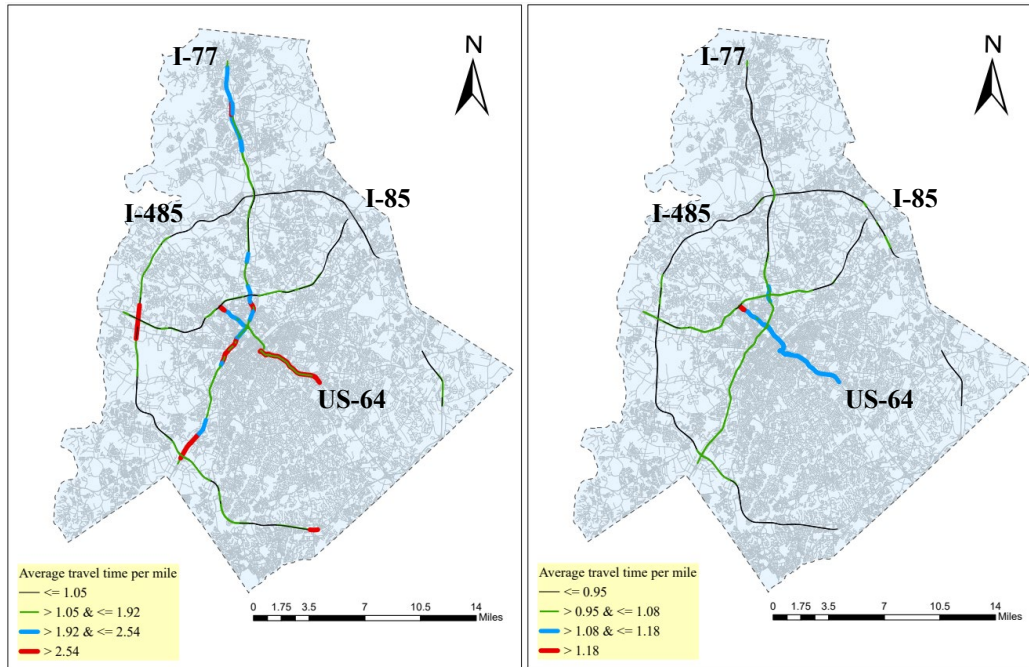 I-77
N
I-485
I-85
US-64
Average travel time per mile
<= 1.05
> 1.05 & <= 1.92
> 1.92 & <= 2.54
> 2.54
0 1.75 3.5 7 10.5 14
Miles
I-77
N
I-485
I-85
US-64
Average travel time per mile
<= 0.95
> 0.95 & <= 1.08
> 1.08 & <= 1.18
> 1.18
0 1.75 3.5 7 10.5 14
Miles